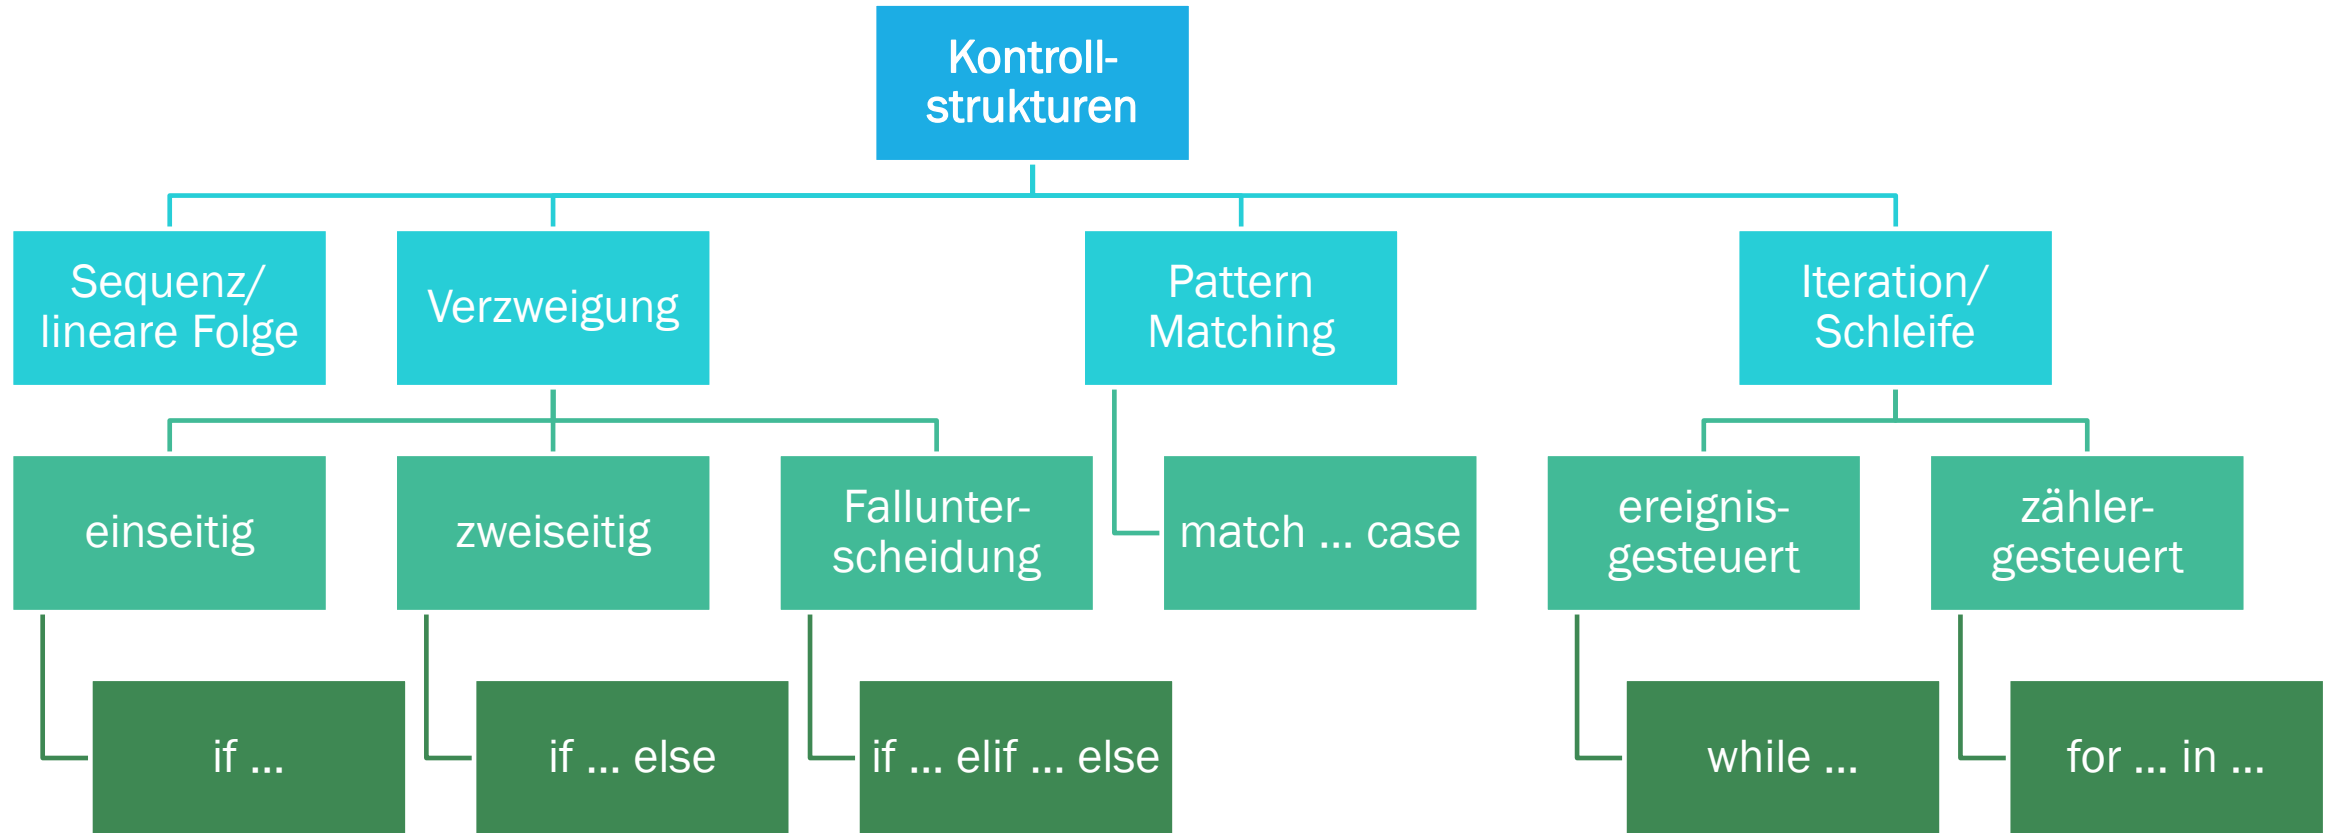 Kontroll-
strukturen
Sequenz/
lineare Folge
Verzweigung
Pattern
Matching
Iteration/
Schleife
einseitig
zweiseitig
Fallunter-
scheidung
match ... case
ereignis-
gesteuert
zähler-
gesteuert
if ...
if ... else
if ... elif ... else
while ...
for ... in ...